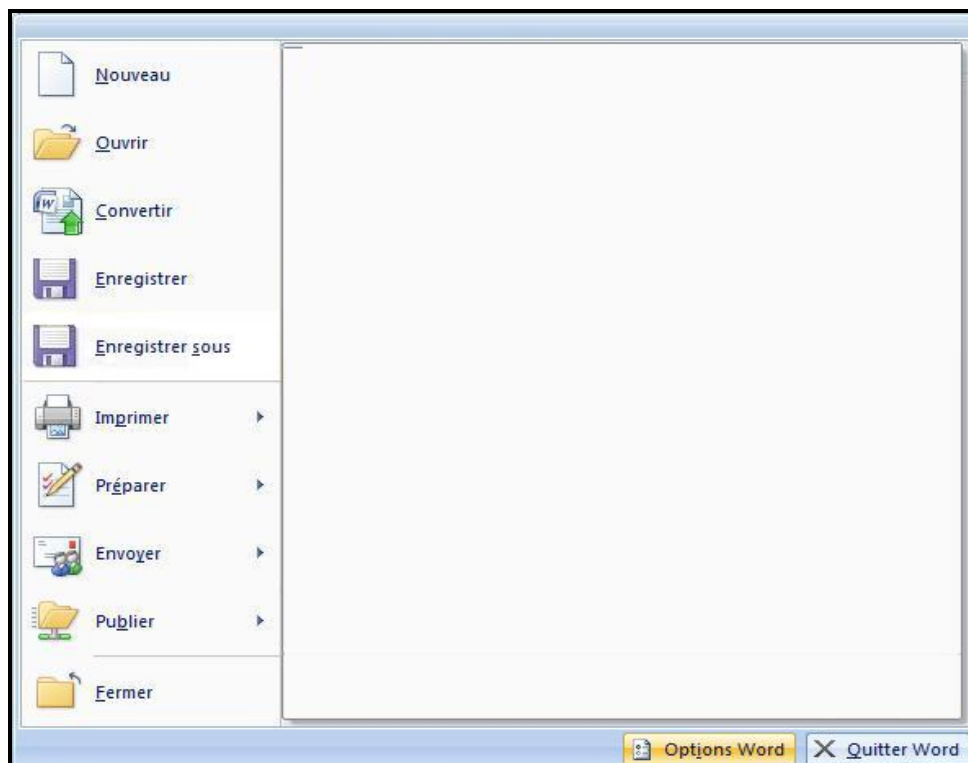 Nouveau
Ouvrir
Convertir
Enregistrer
Enregistrer sous
Imprimer
Préparer
Envoyer
Publier
Fermer
Options Word
Quitter Word